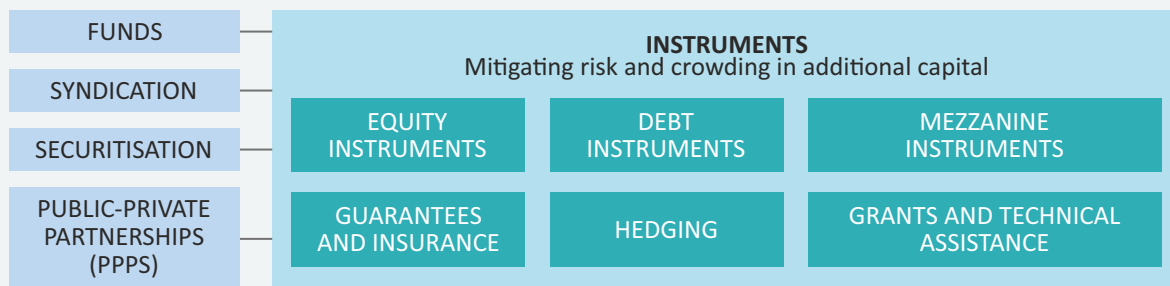 FUNDS
SYNDICATION
SECURITISATION
PUBLIC-PRIVATE
PARTNERSHIPS
(PPPS)
INSTRUMENTS
Mitigating risk and crowding in additional capital
EQUITY
INSTRUMENTS
DEBT
INSTRUMENTS
MEZZANINE
INSTRUMENTS
GUARANTEES
AND INSURANCE
HEDGING
GRANTS AND TECHNICAL
ASSISTANCE